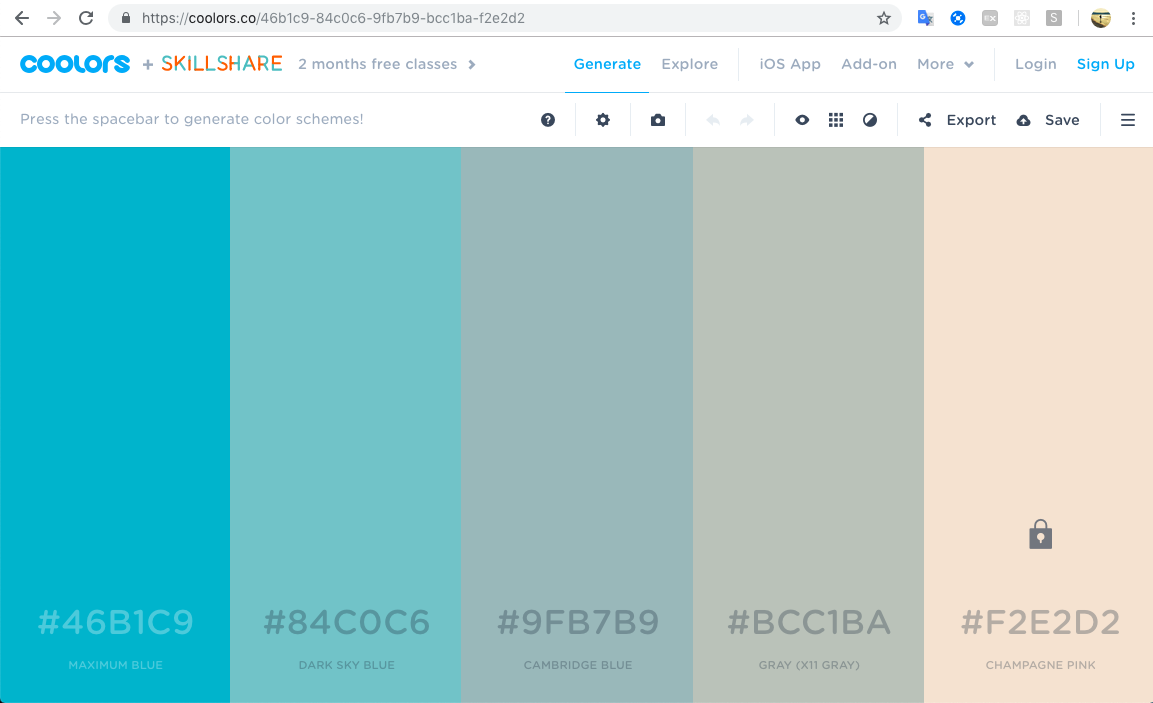 https://coolors.co/46b1c9-84c0c6-9fb7b9-bcc1ba-f2e2d2
EX
S
coolors + SKILLSHARE 2 months free classes
Generate Explore iOS App Add-on More Login Sign Up
Press the spacebar to generate color schemes!
?
Export Save
#46B1C9 #84C0C6 #9FB7B9 #BCC1BA #F2E2D2
MAXIMUM BLUE DARK SKY BLUE CAMBRIDGE BLUE GRAY (X11 GRAY) CHAMPAGNE PINK